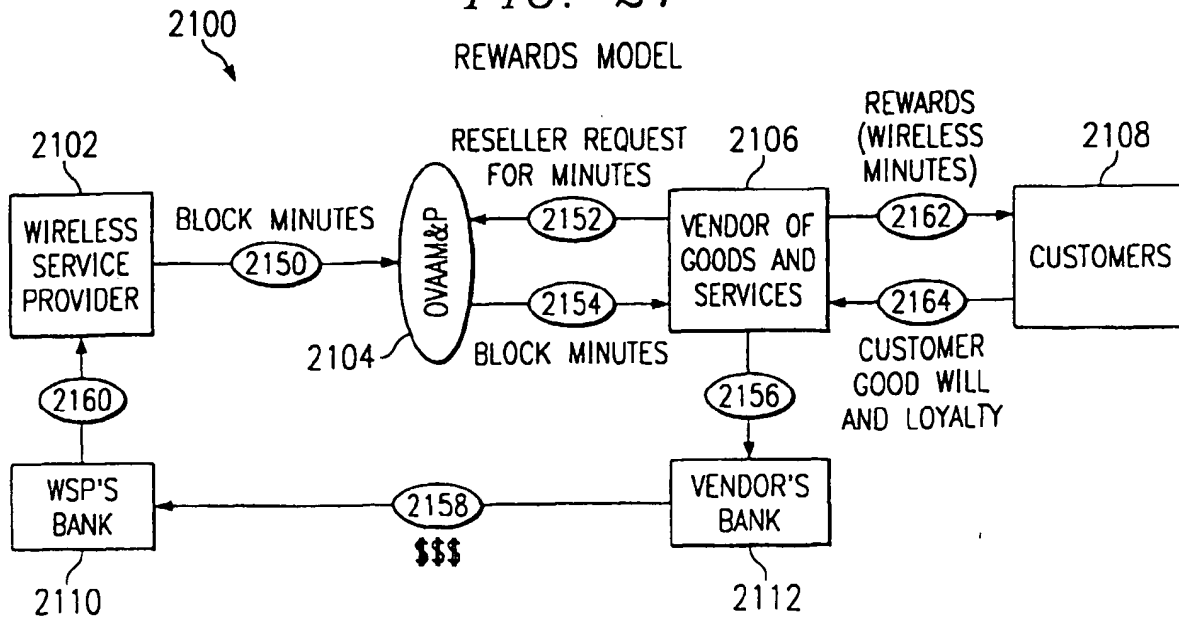 2100
REWARDS MODEL
2102
WIRELESS
SERVICE
PROVIDER
BLOCK MINUTES
2150
RESELLER REQUEST
FOR MINUTES
2152
OVAAM&P
2154
BLOCK MINUTES
2104
2106
VENDOR OF
GOODS AND
SERVICES
REWARDS
(WIRELESS
MINUTES)
2162
2108
CUSTOMERS
2164
CUSTOMER
GOOD WILL
AND LOYALTY
2160
2156
WSP'S
BANK
2110
2158
$$$
VENDOR'S
BANK
2112